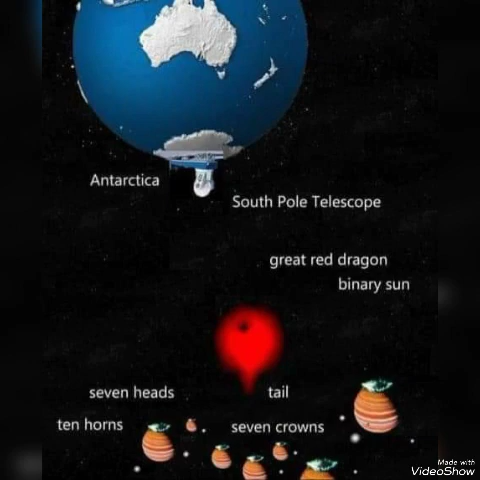 Antarctica
South Pole Telescope
great red dragon
binary sun
seven heads
tail
ten horns
seven crowns
Made with
VideoShow